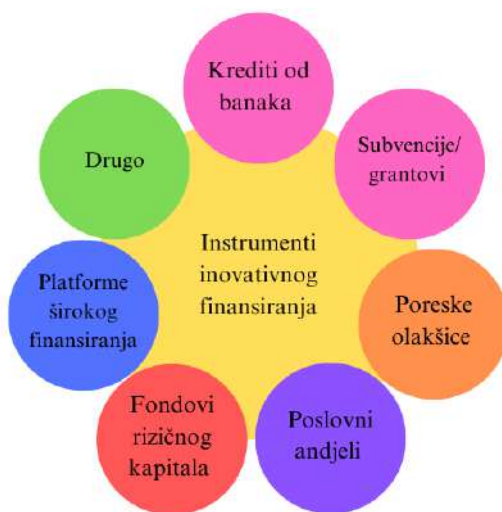 Krediti od
banaka
Subvencije/
grantovi
Poreske
olakšice
Poslovni
andjeli
Fondovi
rizičnog
kapitala
Platforme
širokog
finansiranja
Drugo
Instrumenti
inovativnog
finansiranja